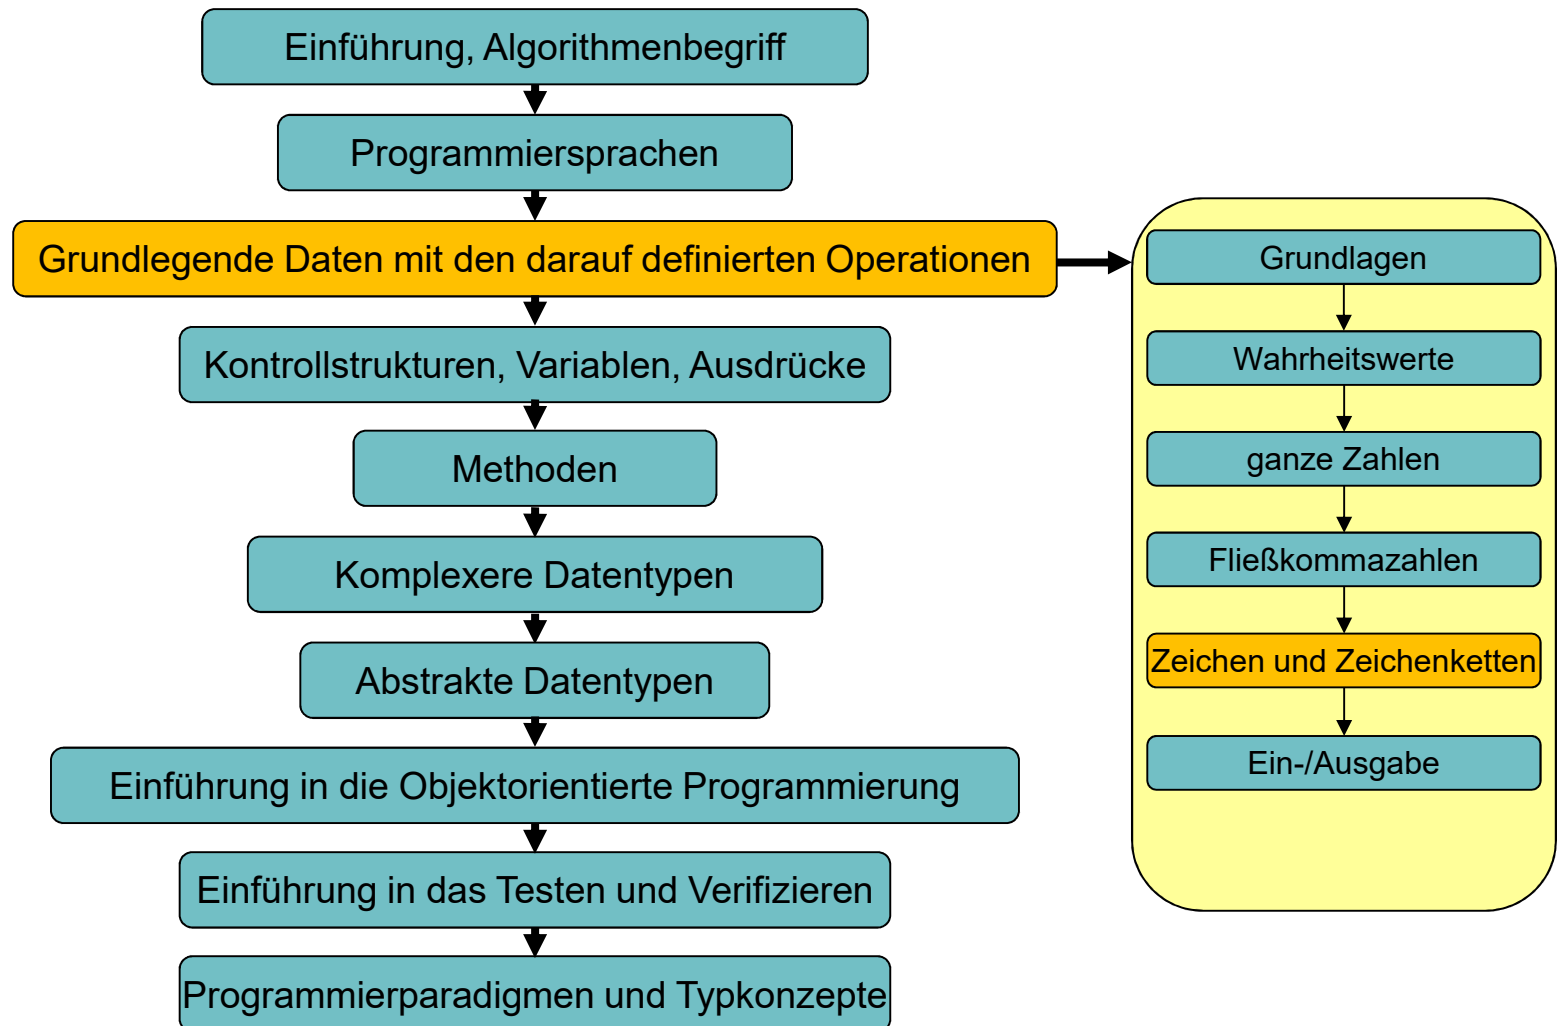 Einführung, Algorithmenbegriff
Programmiersprachen
Grundlegende Daten mit den darauf definierten Operationen
Kontrollstrukturen, Variablen, Ausdrücke
Methoden
Komplexere Datentypen
Abstrakte Datentypen
Einführung in die Objektorientierte Programmierung
Einführung in das Testen und Verifizieren
Programmierparadigmen und Typkonzepte
Grundlagen
Wahrheitswerte
ganze Zahlen
Fließkommazahlen
Zeichen und Zeichenketten
Ein-/Ausgabe